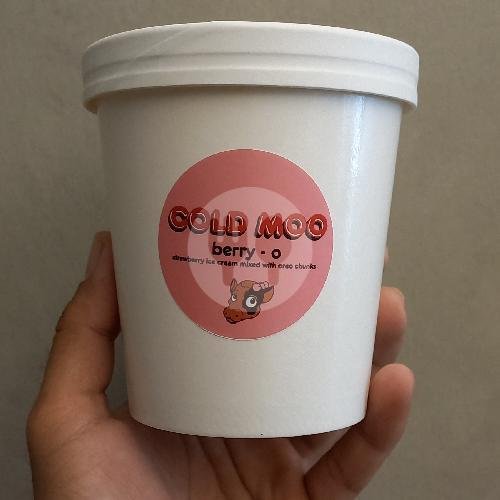 COLD MOO
berry - o
strawberry ice cream mixed with oreo chunks